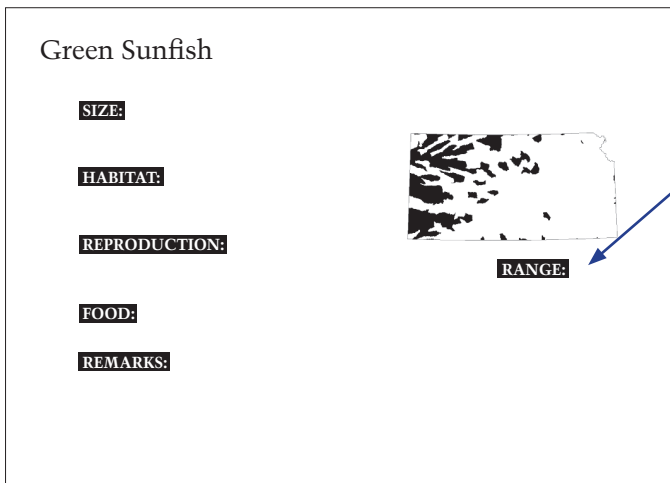 Green Sunfish
SIZE:
HABITAT:
REPRODUCTION:
RANGE:
FOOD:
REMARKS: